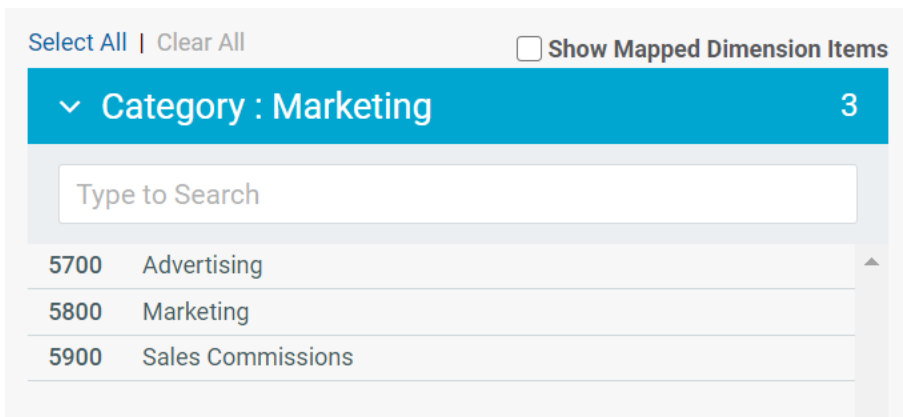 Select All | Clear All
Show Mapped Dimension Items
Category : Marketing 3
Type to Search
5700 Advertising
5800 Marketing
5900 Sales Commissions